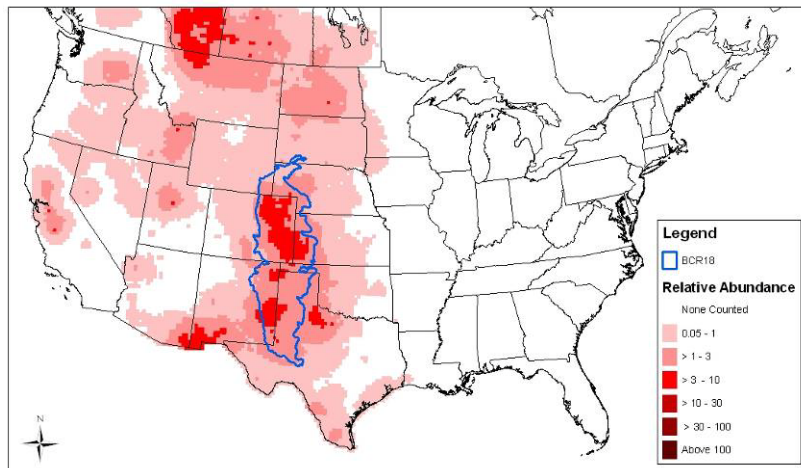 N
Legend
BCR18
Relative Abundance
None Counted
0.05 - 1
> 1 - 3
> 3 - 10
> 10 - 30
> 30 - 100
Above 100